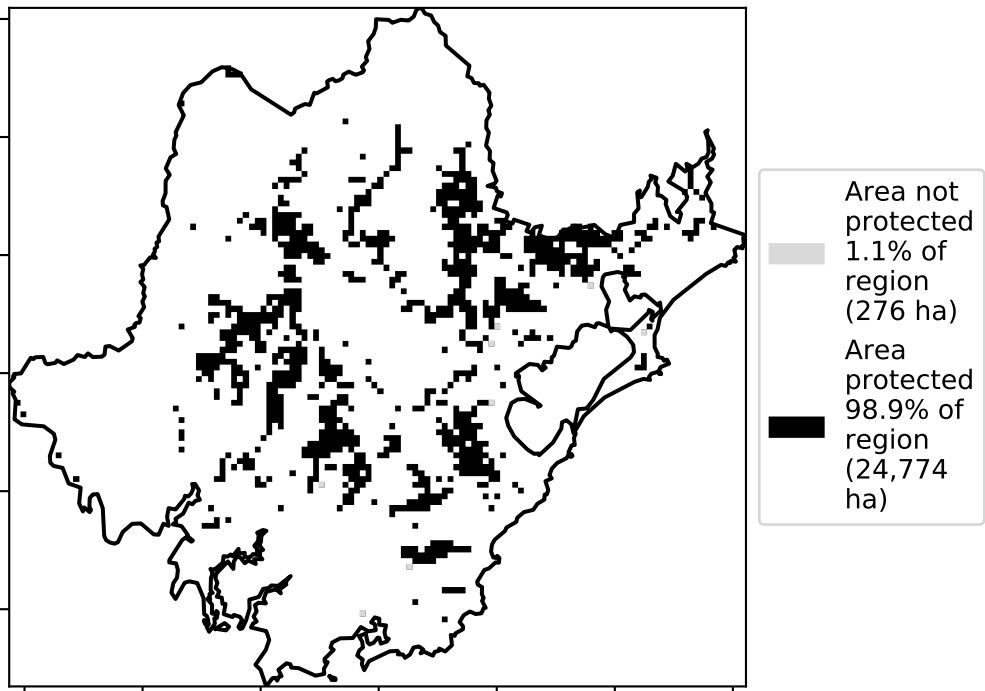 Area not
protected
1.1% of
region
(276 ha)
Area
protected
98.9% of
region
(24,774
ha)